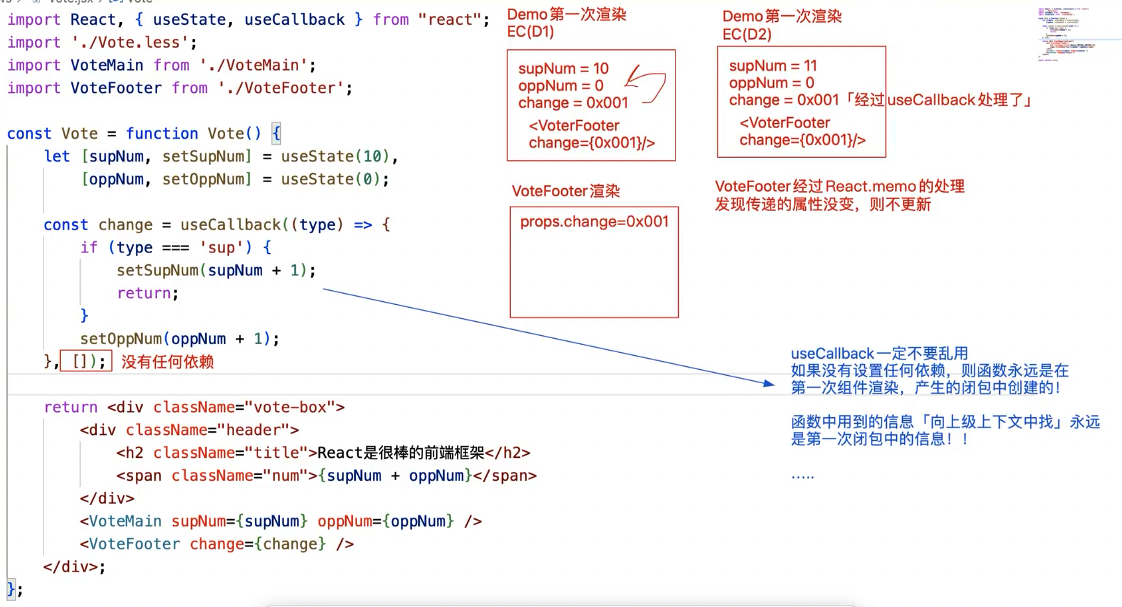 Vote.jsx
Vote
import React, { useState, useCallback } from "react";
import './Vote.less';
import VoteMain from './VoteMain';
import VoteFooter from './VoteFooter';
const Vote = function Vote() {
let [supNum, setSupNum] = useState(10),
[oppNum, setOppNum] = useState(0);
const change = useCallback((type) => {
if (type === 'sup') {
setSupNum(supNum + 1);
return;
}
setOppNum(oppNum + 1);
}, []); 没有任何依赖
return <div className="vote-box">
<div className="header">
<h2 className="title">React是很棒的前端框架</h2>
<span className="num">{supNum + oppNum}</span>
</div>
<VoteMain supNum={supNum} oppNum={oppNum} />
<VoteFooter change={change} />
</div>;
};
Demo第一次渲染
EC(D1)
supNum = 10
oppNum = 0
change = 0x001
<VoterFooter
change={0x001}/>
VoteFooter渲染
props.change=0x001
Demo第一次渲染
EC(D2)
supNum = 11
oppNum = 0
change = 0x001「经过useCallback处理了」
<VoterFooter
change={0x001}/>
VoteFooter经过React.memo的处理
发现传递的属性没变，则不更新
useCallback一定不要乱用
如果没有设置任何依赖，则函数永远是在
第一次组件渲染，产生的闭包中创建的！
函数中用到的信息「向上级上下文中找」永远
是第一次闭包中的信息！！
.....